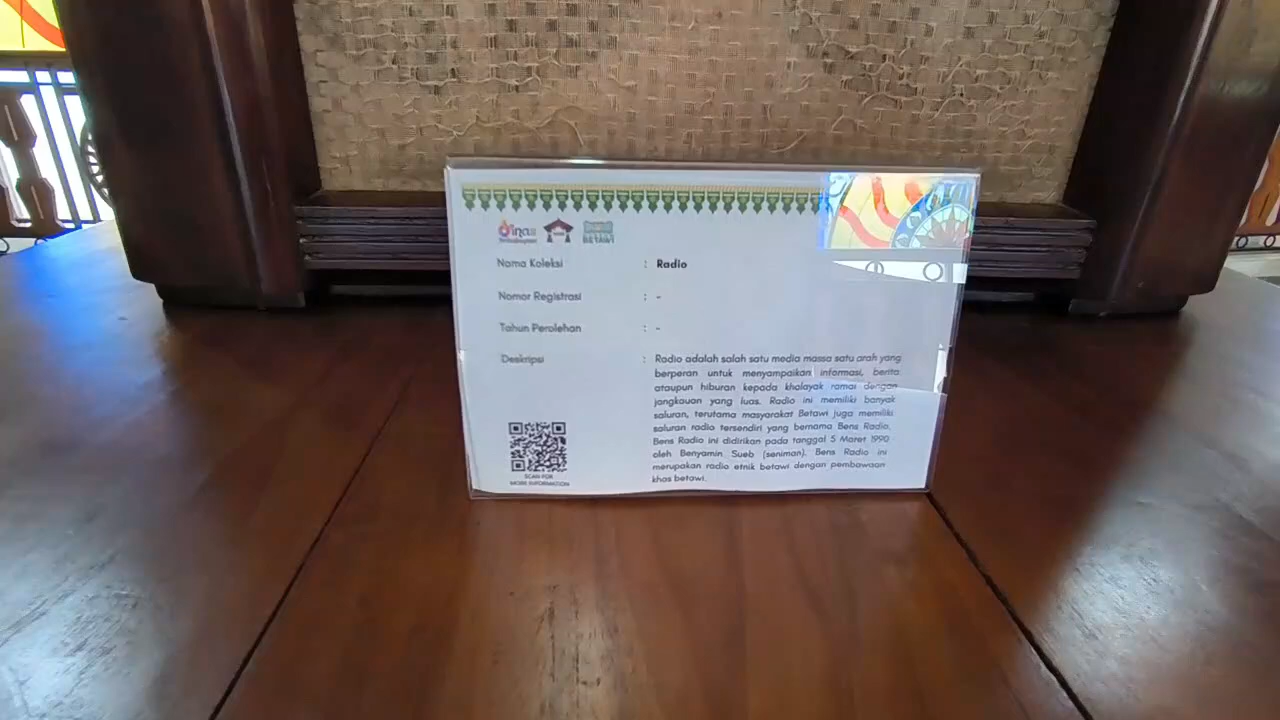 Dinas
Kebudayaan
BETAWI
Nama Koleksi : Radio
Nomor Registrasi : -
Tahun Perolehan : -
Deskripsi : Radio adalah salah satu media massa satu arah yang
berperan untuk menyampaikan informasi, berita
ataupun hiburan kepada khalayak ramai dengan
jangkauan yang luas. Radio ini memiliki banyak
saluran, terutama masyarakat Betawi juga memiliki
saluran radio tersendiri yang bernama Bens Radio.
Bens Radio ini didirikan pada tanggal 5 Maret 1990
oleh Benyamin Sueb (seniman). Bens Radio ini
merupakan radio etnik betawi dengan pembawaan
khas betawi.
SCAN FOR
MORE INFORMATION